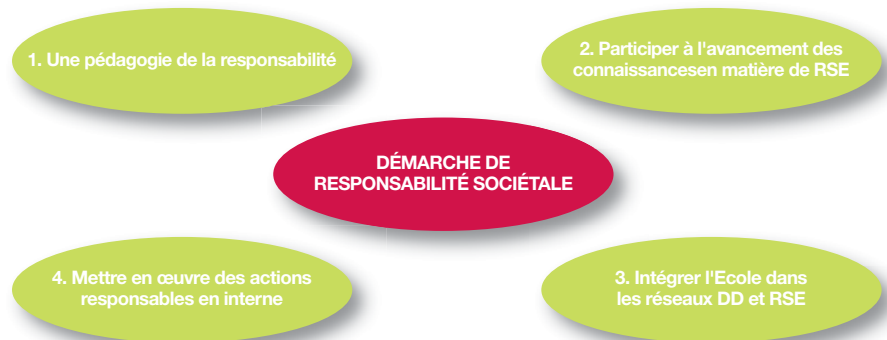 1. Une pédagogie de la responsabilité
2. Participer à l'avancement des
connaissancesen matière de RSE
DÉMARCHE DE
RESPONSABILITÉ SOCIÉTALE
4. Mettre en œuvre des actions
responsables en interne
3. Intégrer l'Ecole dans
les réseaux DD et RSE